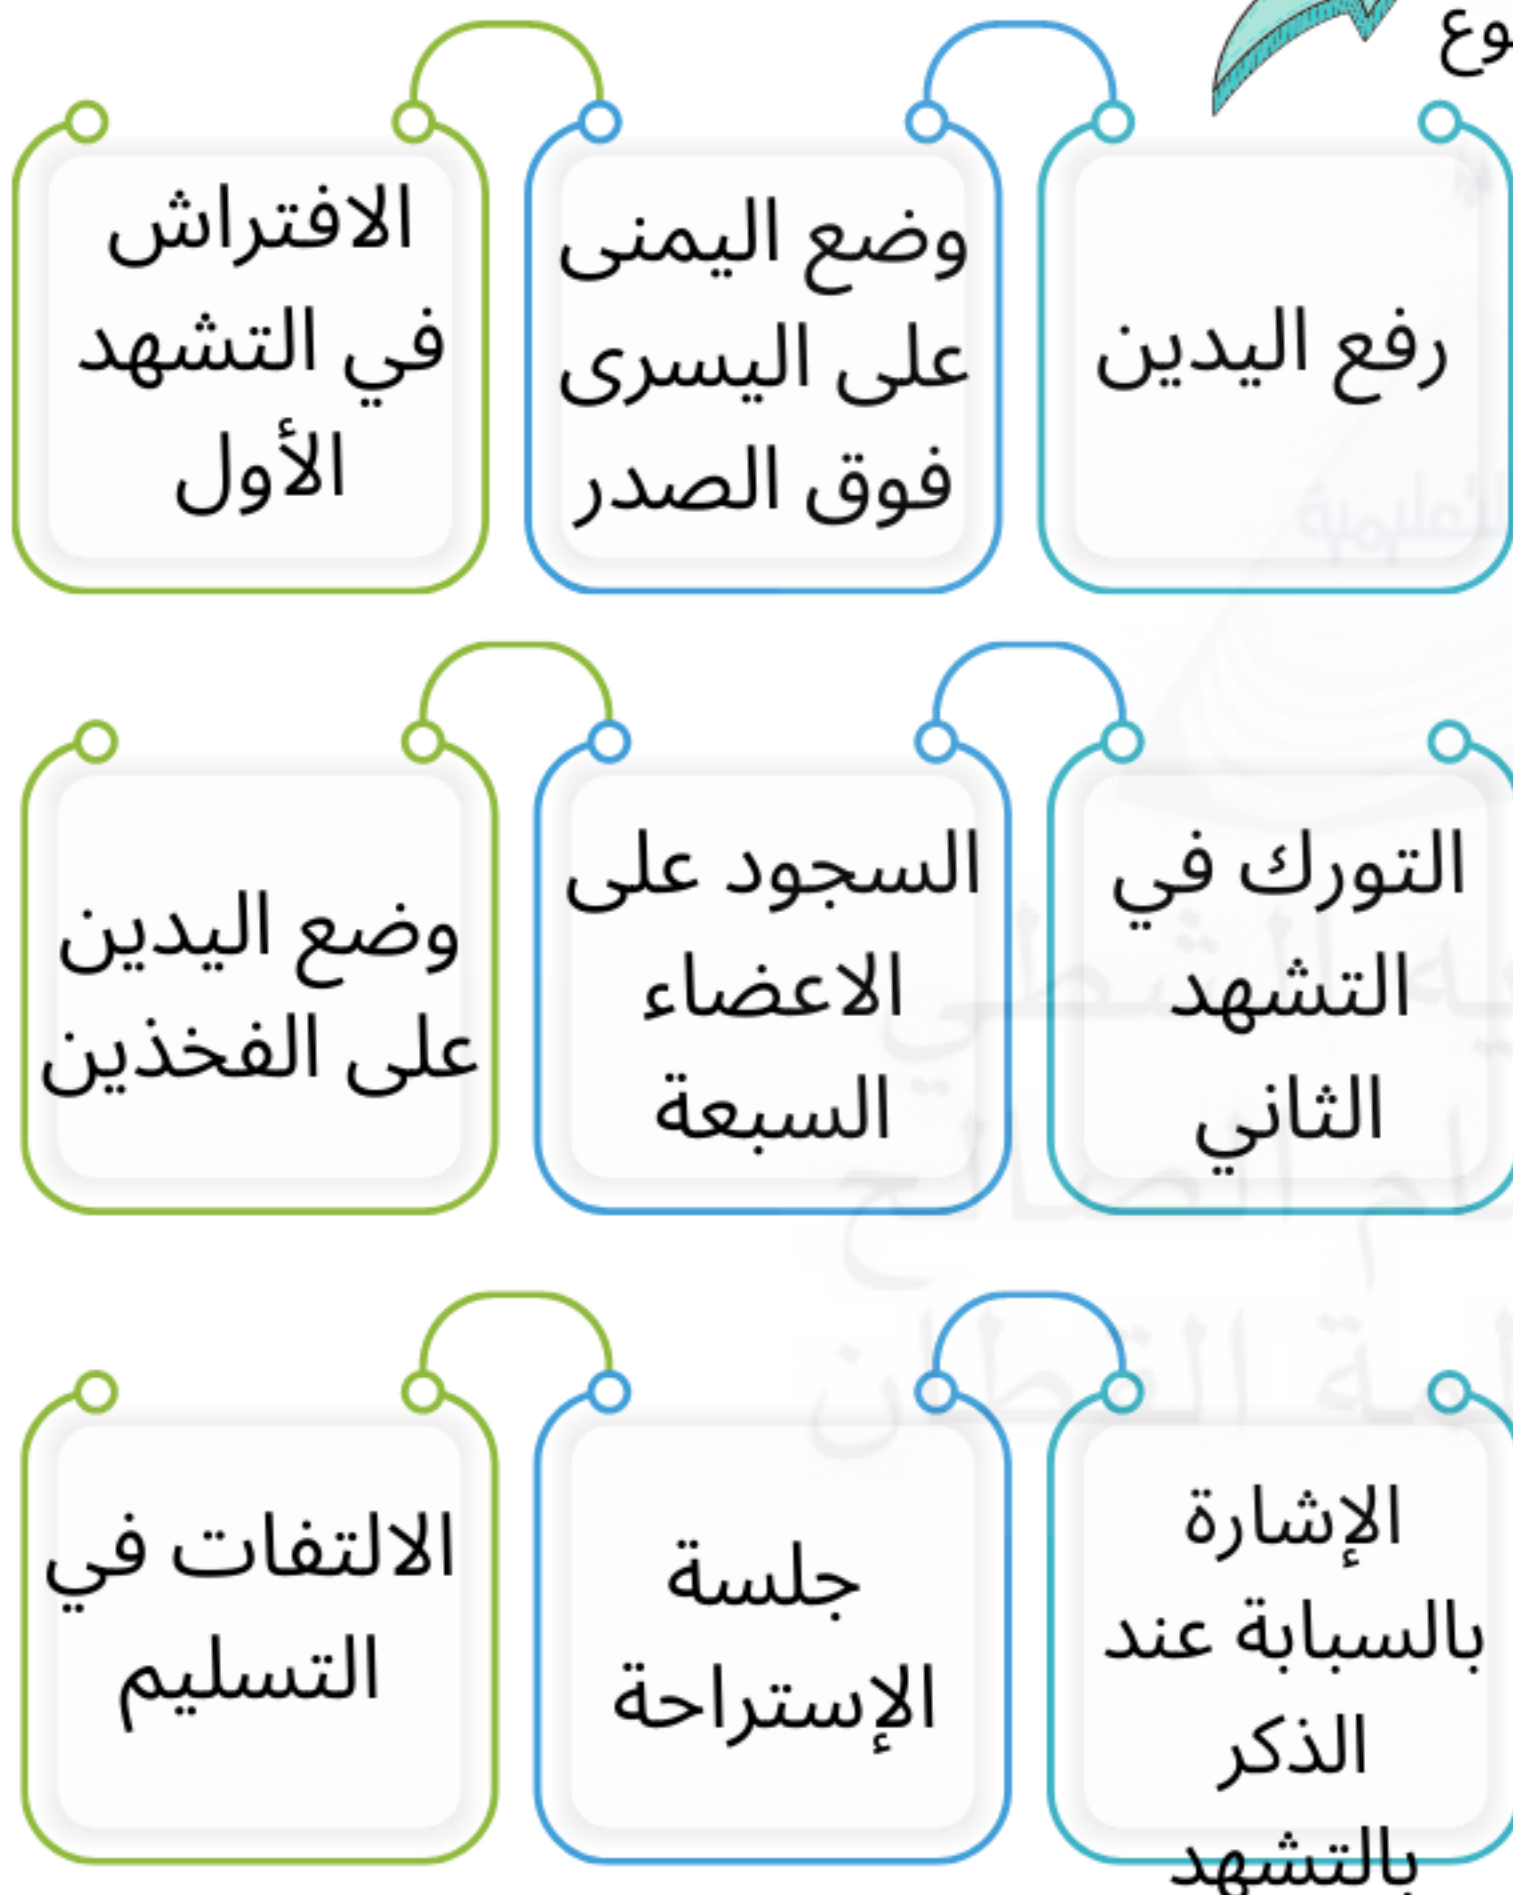 رفع اليدين
وضع اليمنى
على اليسرى
فوق الصدر
الافتراش
في التشهد
الأول
التورك في
التشهد
الثاني
السجود على
الاعضاء
السبعة
وضع اليدين
على الفخذين
الإشارة
بالسبابة عند
الذكر
بالتشهد
جلسة
الإستراحة
الالتفات في
التسليم